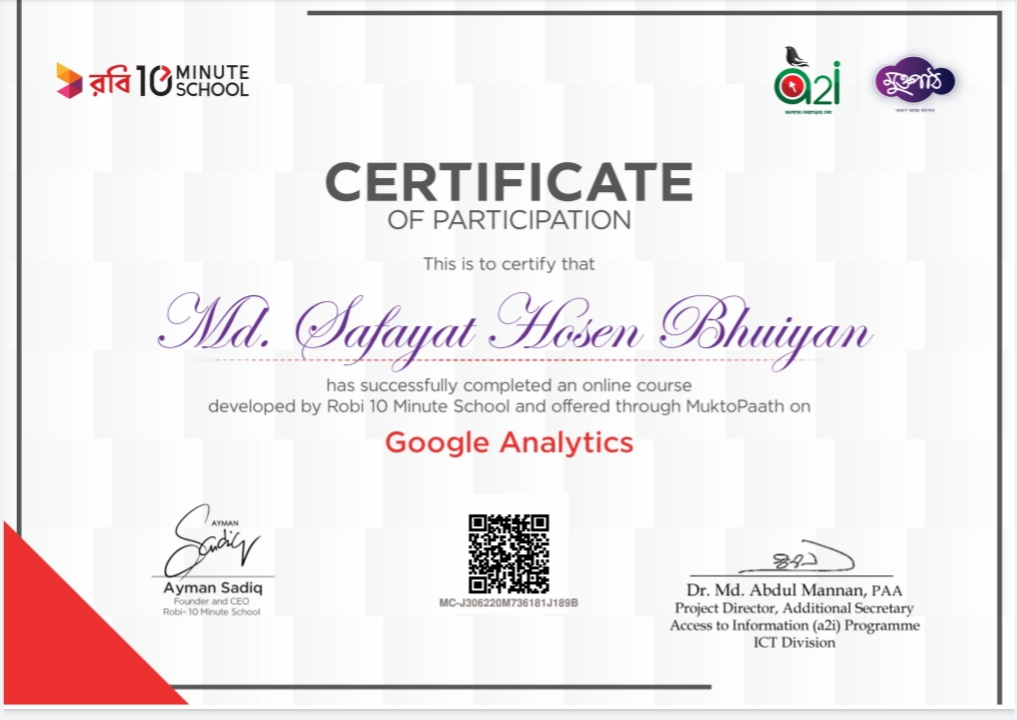 রবি 10 MINUTE SCHOOL
a2i
মুক্তপাঠ
CERTIFICATE
OF PARTICIPATION
This is to certify that
Md. Safayat Hosen Bhuiyan
has successfully completed an online course
developed by Robi 10 Minute School and offered through MuktoPaath on
Google Analytics
AYMAN
Sadiq
Ayman Sadiq
Founder and CEO
Robi- 10 Minute School
MC-J306220M736181J189B
Dr. Md. Abdul Mannan, PAA
Project Director, Additional Secretary
Access to Information (a2i) Programme
ICT Division